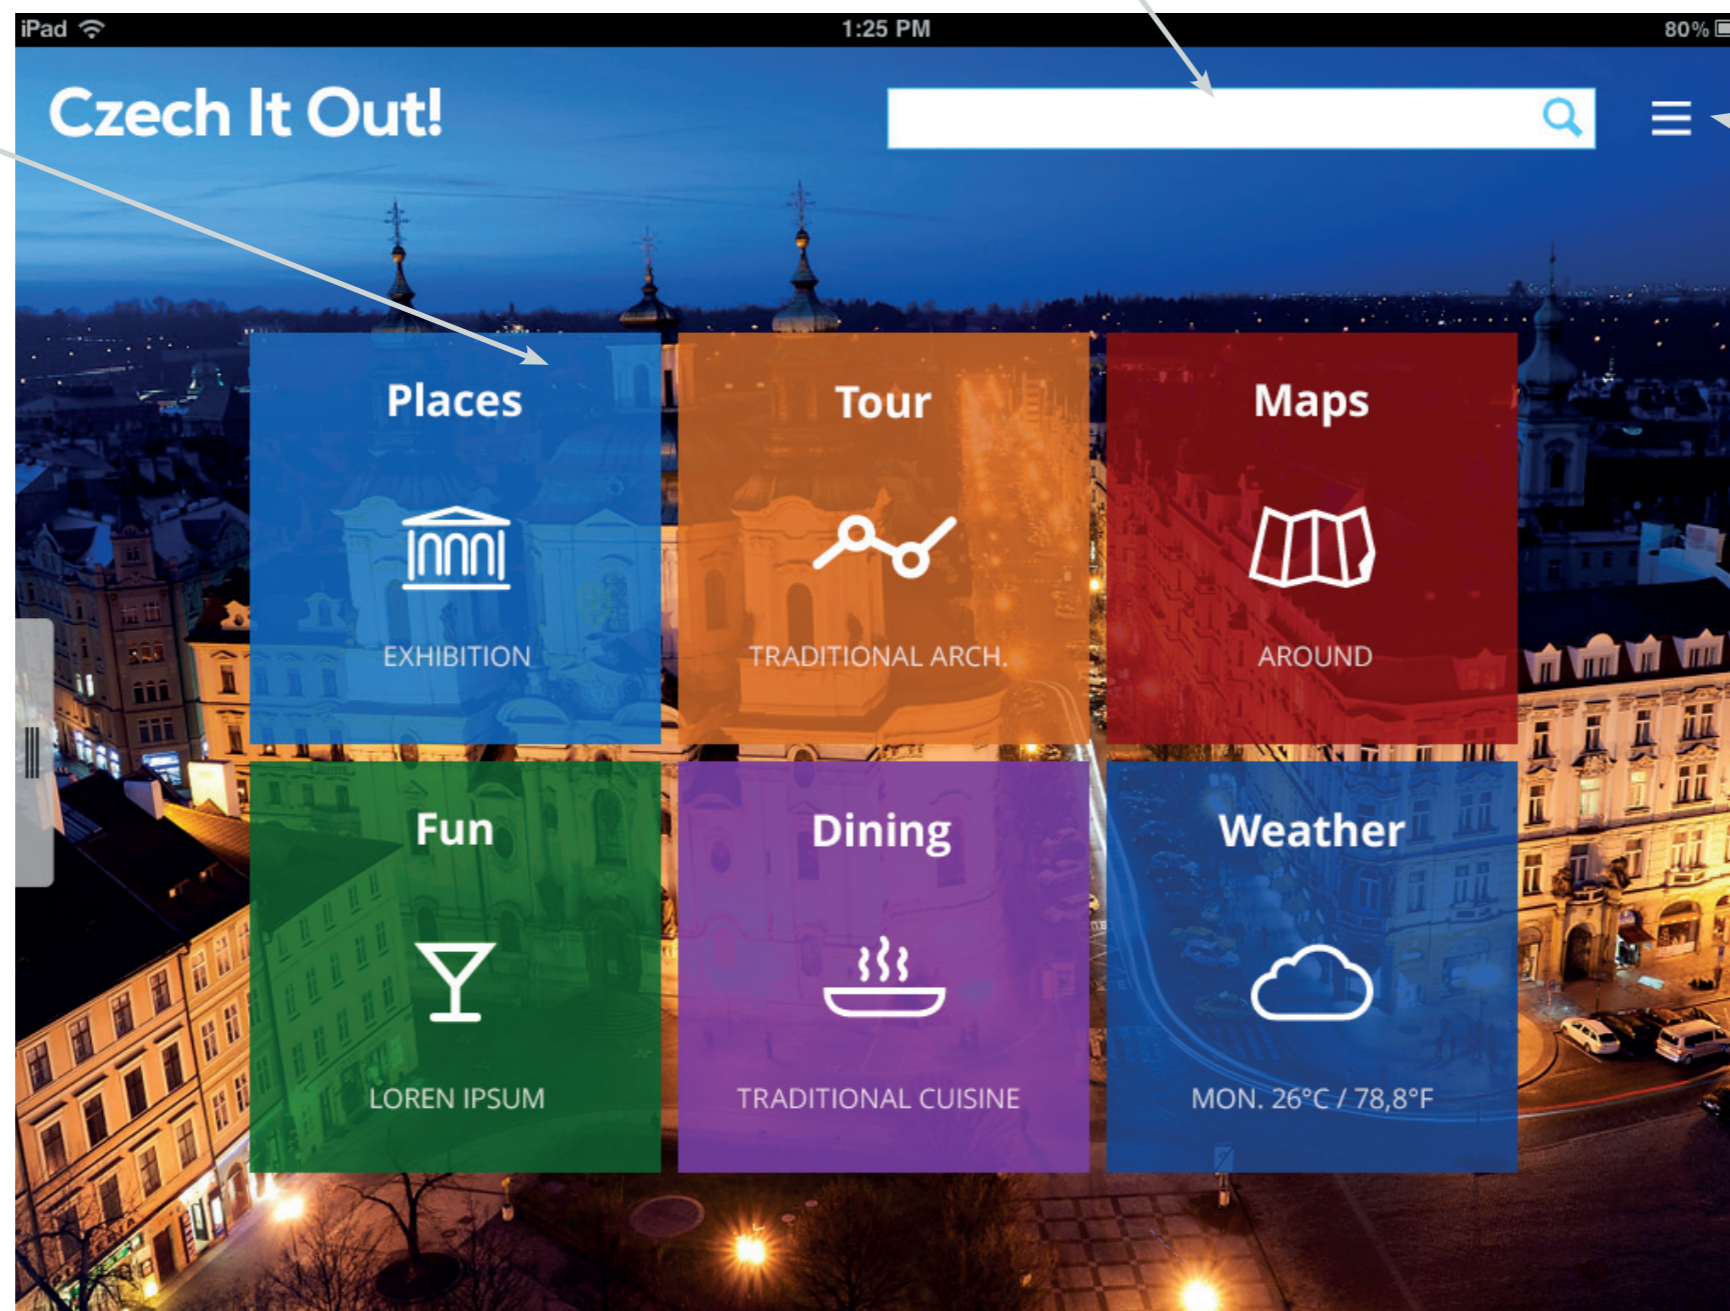 iPad 1:25 PM 80%
Czech It Out!
Places Tour Maps
EXHIBITION TRADITIONAL ARCH. AROUND
Fun Dining Weather
LOREN IPSUM TRADITIONAL CUISINE MON. 26°C / 78,8°F